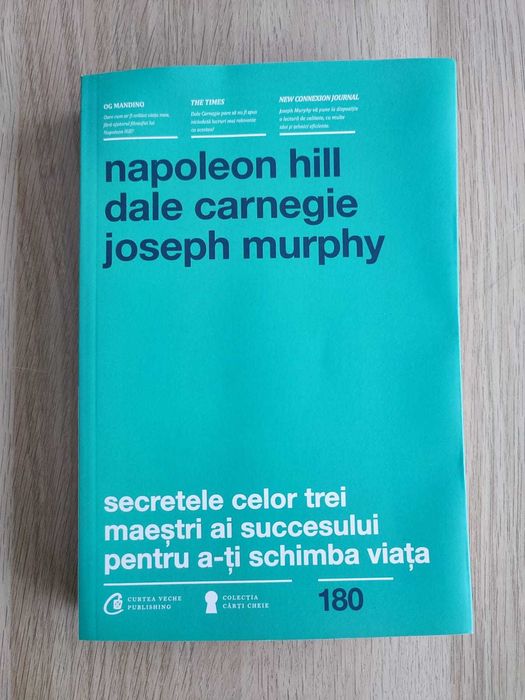 OG MANDINO
Oare cum ar fi arătat viața mea,
fără ajutorul filosofiei lui
Napoleon Hill?
THE TIMES
Dale Carnegie pare să nu fi spus
niciodată lucruri mai relevante
ca acestea!
NEW CONNEXION JOURNAL
Joseph Murphy vă pune la dispoziție
o lectură de calitate, cu multe
idei și tehnici eficiente.
napoleon hill
dale carnegie
joseph murphy
secretele celor trei
maeștri ai succesului
pentru a-ți schimba viața
CURTEA VECHE
PUBLISHING
COLECȚIA
CĂRȚI CHEIE
180